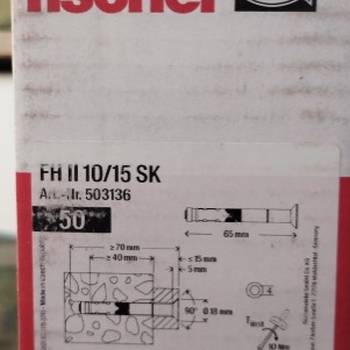 fischer
FH II 10/15 SK
Art.-Nr. 503136
50
65 mm
≥ 70 mm
≥ 40 mm
≤ 15 mm
5 mm
90°
Ø 18 mm
4
10 Nm